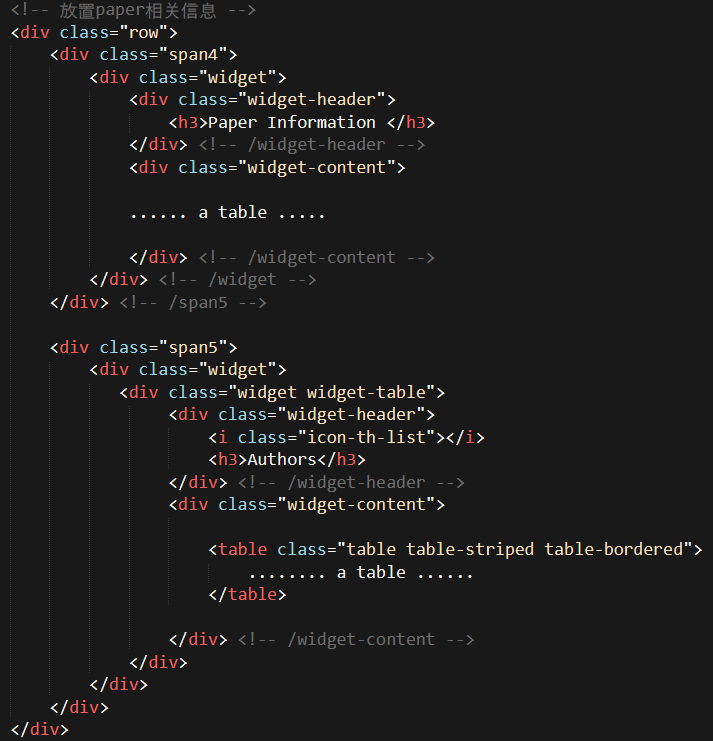 <!-- 放置paper相关信息 -->
<div class="row">
<div class="span4">
<div class="widget">
<div class="widget-header">
<h3>Paper Information </h3>
</div> <!-- /widget-header -->
<div class="widget-content">
...... a table .....
</div> <!-- /widget-content -->
</div> <!-- /widget -->
</div> <!-- /span5 -->
<div class="span5">
<div class="widget">
<div class="widget widget-table">
<div class="widget-header">
<i class="icon-th-list"></i>
<h3>Authors</h3>
</div> <!-- /widget-header -->
<div class="widget-content">
<table class="table table-striped table-bordered">
........ a table ......
</table>
</div> <!-- /widget-content -->
</div>
</div>
</div>
</div>